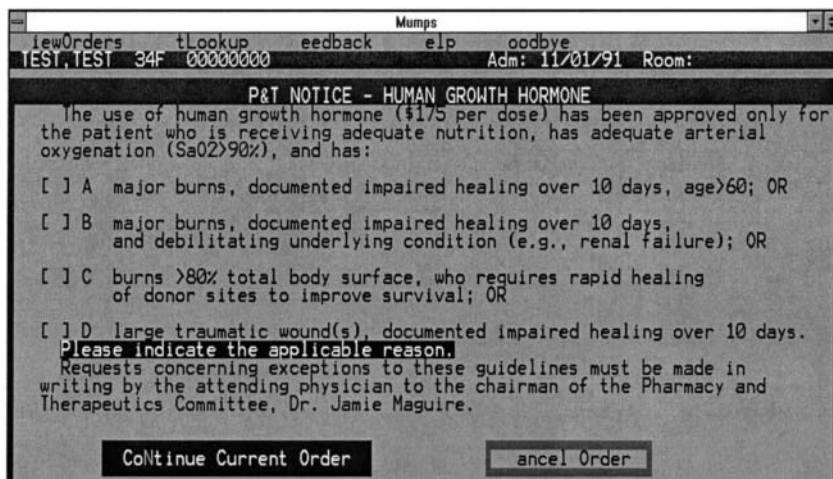 Mumps
iewOrders tLookup eedback elp oodbye
TEST,TEST 34F 00000000 Adm: 11/01/91 Room:
P&T NOTICE - HUMAN GROWTH HORMONE
The use of human growth hormone ($175 per dose) has been approved only for
the patient who is receiving adequate nutrition, has adequate arterial
oxygenation (SaO2>90%), and has:
[ ] A major burns, documented impaired healing over 10 days, age>60; OR
[ ] B major burns, documented impaired healing over 10 days,
and debilitating underlying condition (e.g., renal failure); OR
[ ] C burns >80% total body surface, who requires rapid healing
of donor sites to improve survival; OR
[ ] D large traumatic wound(s), documented impaired healing over 10 days.
Please indicate the applicable reason.
Requests concerning exceptions to these guidelines must be made in
writing by the attending physician to the chairman of the Pharmacy and
Therapeutics Committee, Dr. Jamie Maguire.
CoNtinue Current Order ancel Order